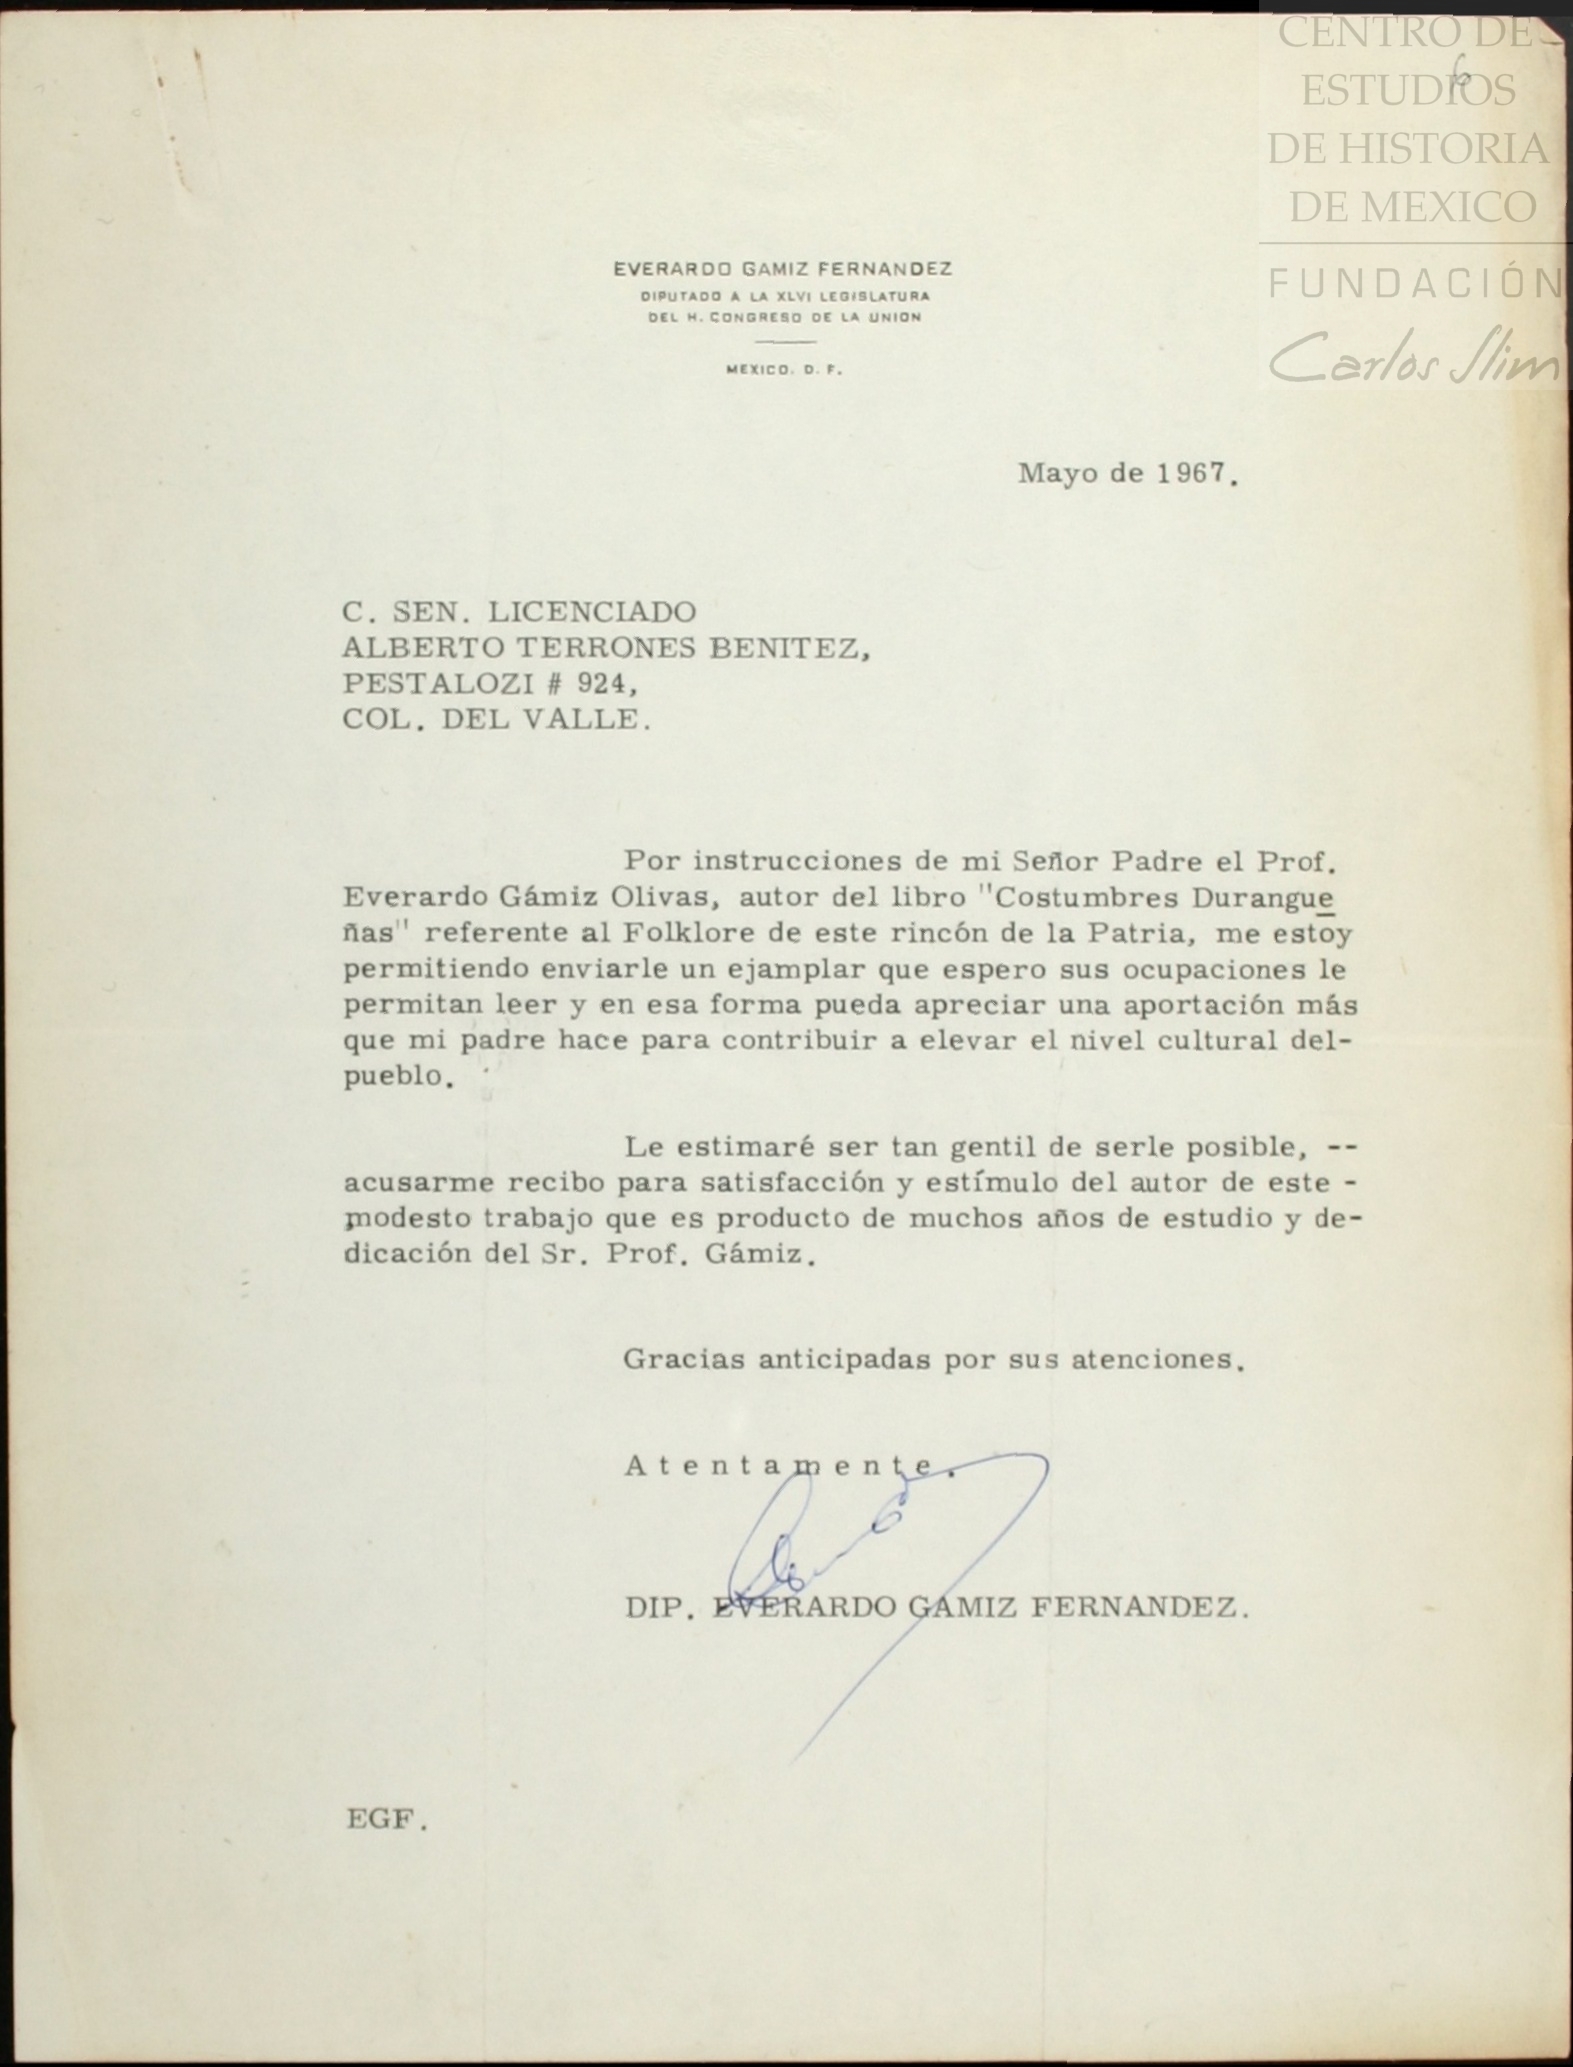 CENTRO DE
ESTUDIOS
DE HISTORIA
DE MEXICO
FUNDACIÓN
Carlos Slim
6
EVERARDO GAMIZ FERNANDEZ
DIPUTADO A LA XLVI LEGISLATURA
DEL H. CONGRESO DE LA UNION
MEXICO. D. F.
Mayo de 1967.
C. SEN. LICENCIADO
ALBERTO TERRONES BENITEZ,
PESTALOZI # 924,
COL. DEL VALLE.
Por instrucciones de mi Señor Padre el Prof.
Everardo Gámiz Olivas, autor del libro "Costumbres Durangue
ñas" referente al Folklore de este rincón de la Patria, me estoy
permitiendo enviarle un ejamplar que espero sus ocupaciones le
permitan leer y en esa forma pueda apreciar una aportación más
que mi padre hace para contribuir a elevar el nivel cultural del-
pueblo.
Le estimaré ser tan gentil de serle posible, --
acusarme recibo para satisfacción y estímulo del autor de este -
modesto trabajo que es producto de muchos años de estudio y de-
dicación del Sr. Prof. Gámiz.
Gracias anticipadas por sus atenciones.
A t e n t a m e n t e.
DIP. EVERARDO GAMIZ FERNANDEZ.
EGF.